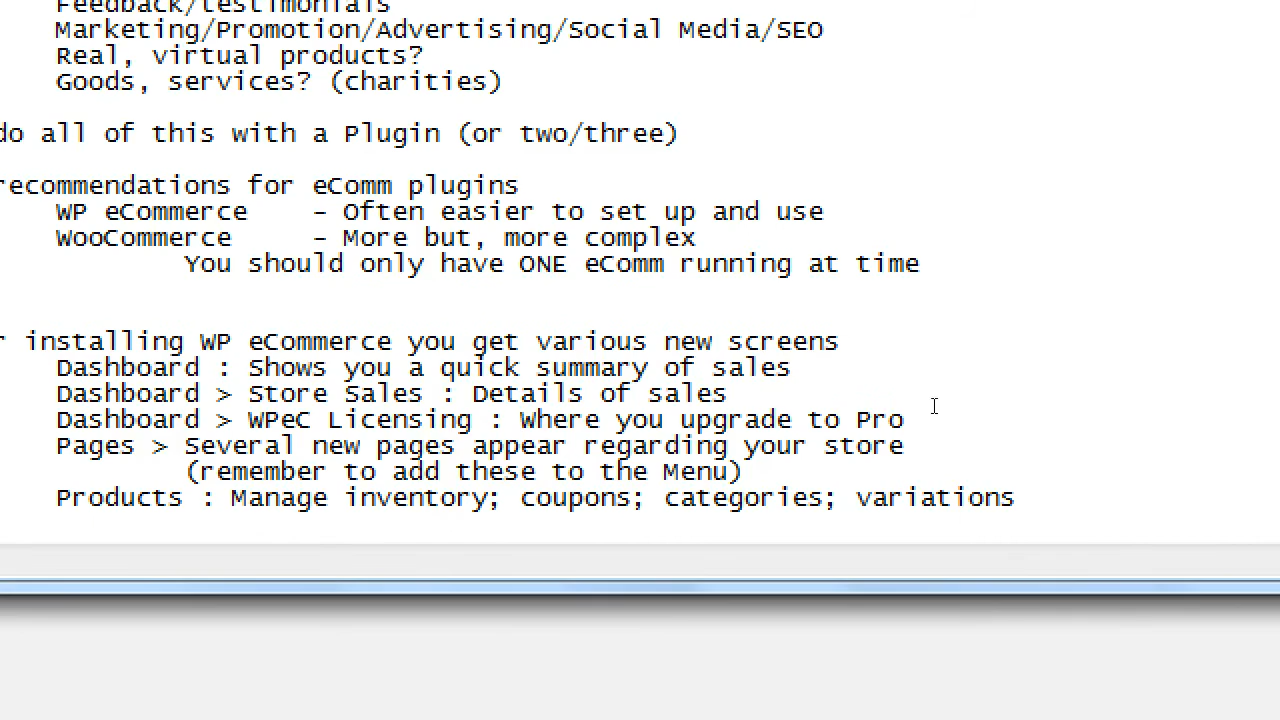 Feedback/testimonials
Marketing/Promotion/Advertising/Social Media/SEO
Real, virtual products?
Goods, services? (charities)
do all of this with a Plugin (or two/three)
recommendations for eComm plugins
WP eCommerce – Often easier to set up and use
WooCommerce – More but, more complex
You should only have ONE eComm running at time
installing WP eCommerce you get various new screens
Dashboard : Shows you a quick summary of sales
Dashboard > Store Sales : Details of sales
Dashboard > WPeC Licensing : Where you upgrade to Pro
Pages > Several new pages appear regarding your store
(remember to add these to the Menu)
Products : Manage inventory; coupons; categories; variations